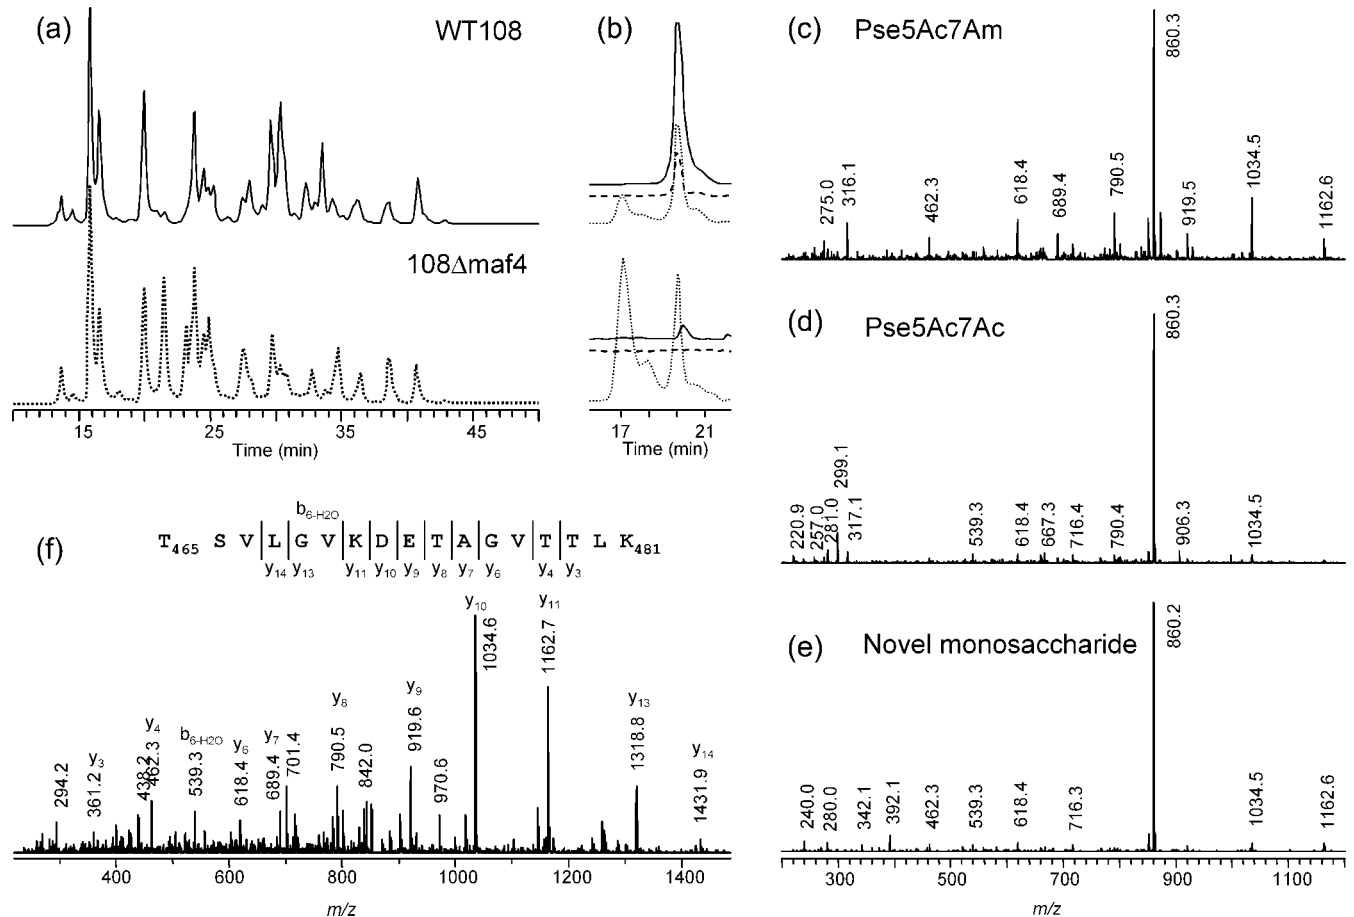 (a)
WT108
108Δmaf4
15 25 35 45
Time (min)
(b)
17 21
Time (min)
(c) Pse5Ac7Am
275.0 316.1 462.3 618.4 689.4 790.5 860.3 919.5 1034.5 1162.6
(d) Pse5Ac7Ac
220.9 257.0 281.0 299.1 317.1 539.3 618.4 667.3 716.4 790.4 860.3 906.3 1034.5
(e) Novel monosaccharide
240.0 280.0 342.1 392.1 462.3 539.3 618.4 716.3 860.2 1034.5 1162.6
300 500 700 900 1100
m/z
(f)
b6-H2O
T465 S V L G V K D E T A G V T T L K481
y14 y13 y11 y10 y9 y8 y7 y6 y4 y3
y3 y4 b6-H2O y6 y7 y8 y9 y10 y11 y13 y14
294.2 361.2 438.2 462.3 539.3 618.4 689.4 701.4 790.5 842.0 919.6 970.6 1034.6 1162.7 1318.8 1431.9
400 600 800 1000 1200 1400
m/z